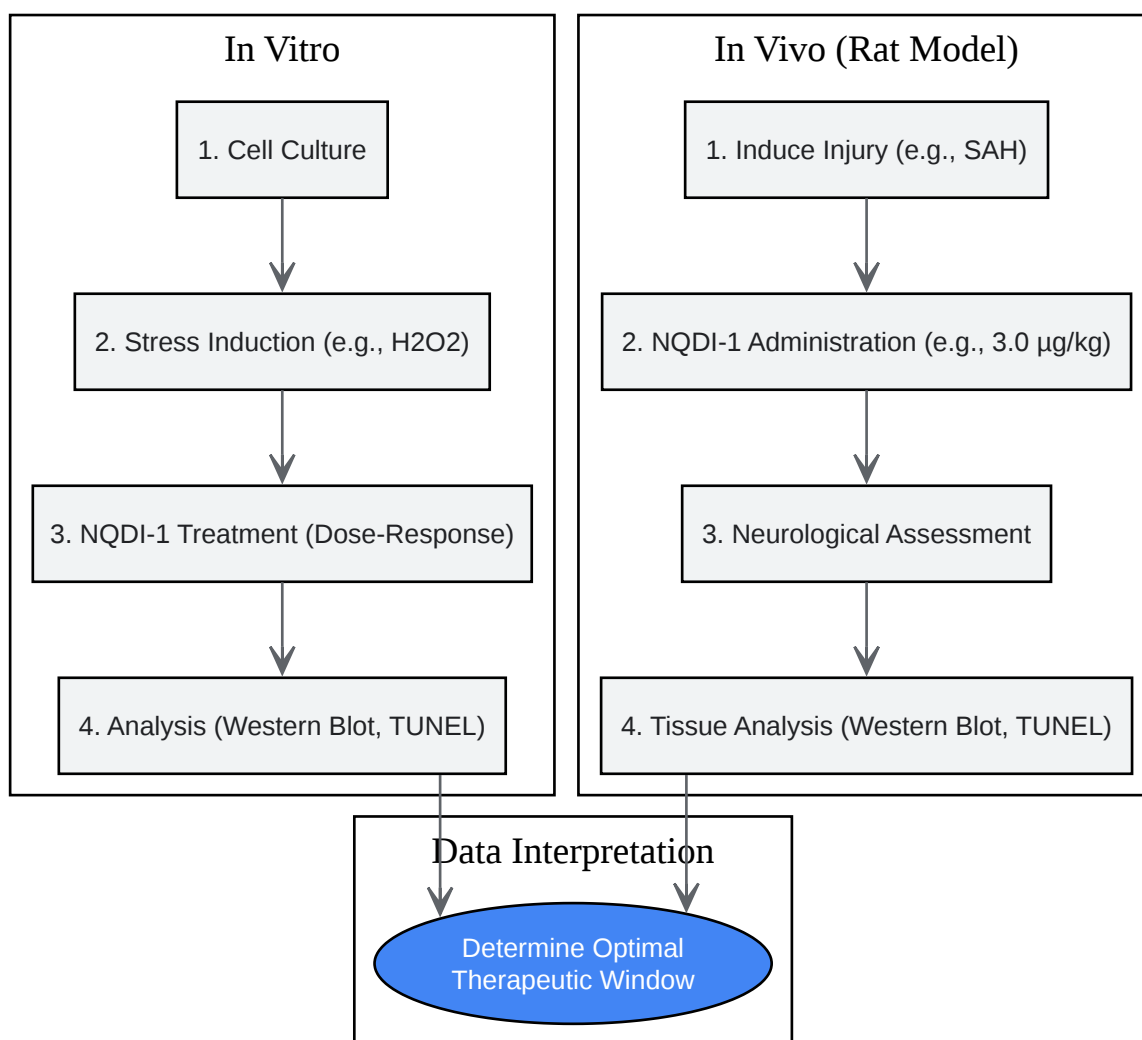 In Vitro
1. Cell Culture
2. Stress Induction (e.g., H2O2)
3. NQDI-1 Treatment (Dose-Response)
4. Analysis (Western Blot, TUNEL)
In Vivo (Rat Model)
1. Induce Injury (e.g., SAH)
2. NQDI-1 Administration (e.g., 3.0 µg/kg)
3. Neurological Assessment
4. Tissue Analysis (Western Blot, TUNEL)
Data Interpretation
Determine Optimal
Therapeutic Window